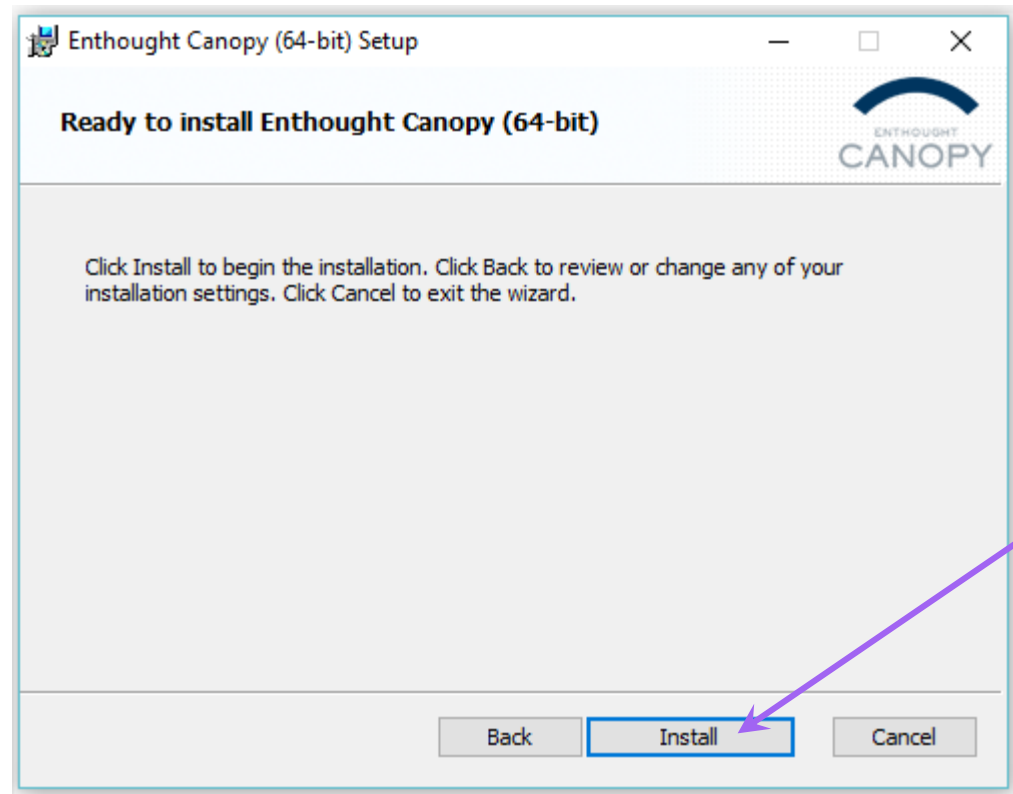 Enthought Canopy (64-bit) Setup
Ready to install Enthought Canopy (64-bit)
ENTHOUGHT
CANOPY
Click Install to begin the installation. Click Back to review or change any of your
installation settings. Click Cancel to exit the wizard.
Back Install Cancel